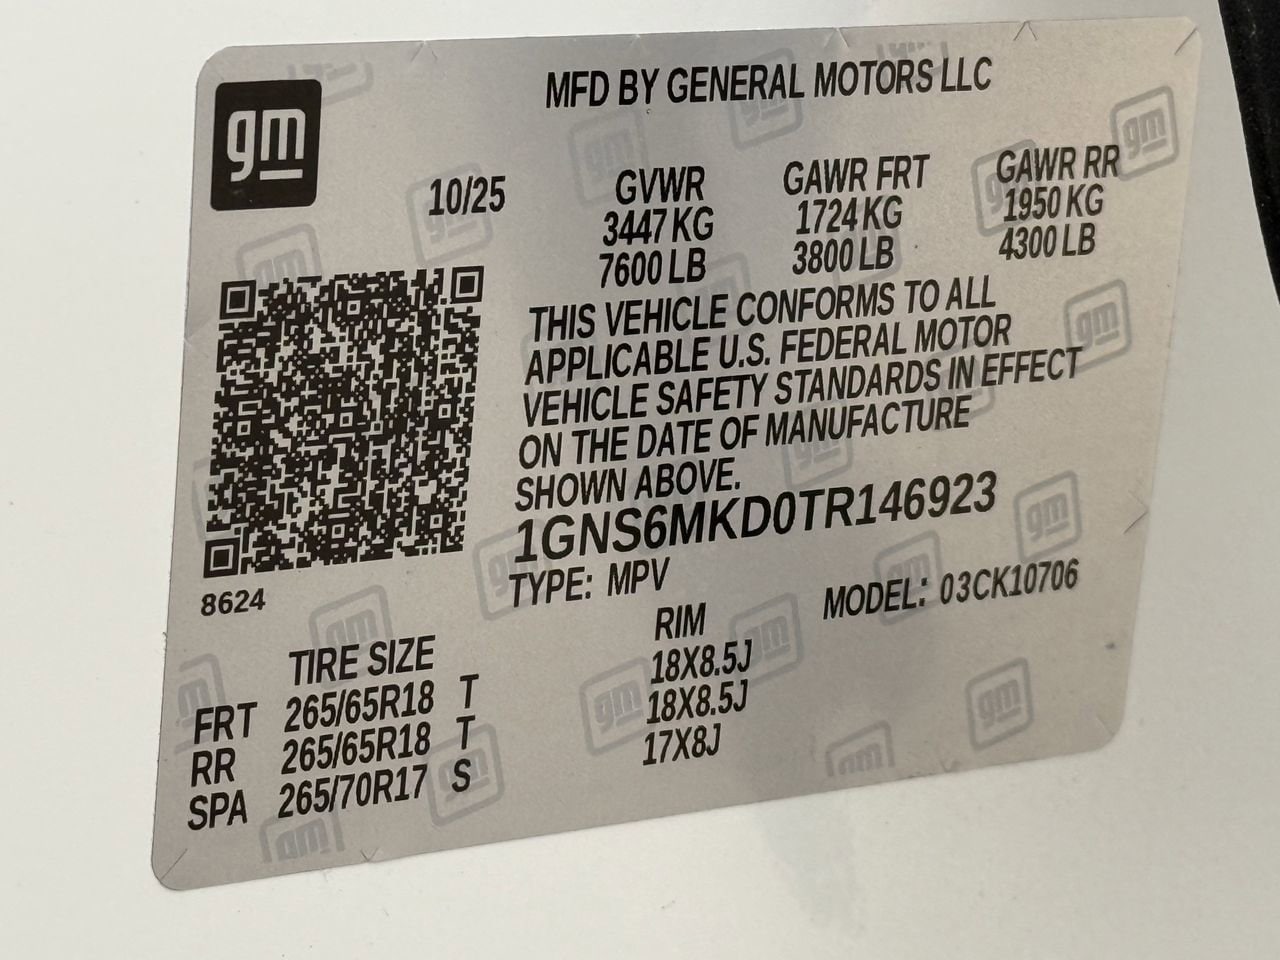 gm
MFD BY GENERAL MOTORS LLC
10/25 GVWR GAWR FRT GAWR RR
3447 KG 1724 KG 1950 KG
7600 LB 3800 LB 4300 LB
THIS VEHICLE CONFORMS TO ALL
APPLICABLE U.S. FEDERAL MOTOR
VEHICLE SAFETY STANDARDS IN EFFECT
ON THE DATE OF MANUFACTURE
SHOWN ABOVE.
1GNS6MKD0TR146923
8624
TYPE: MPV MODEL: 03CK10706
TIRE SIZE RIM
FRT 265/65R18 T 18X8.5J
RR 265/65R18 T 18X8.5J
SPA 265/70R17 S 17X8J